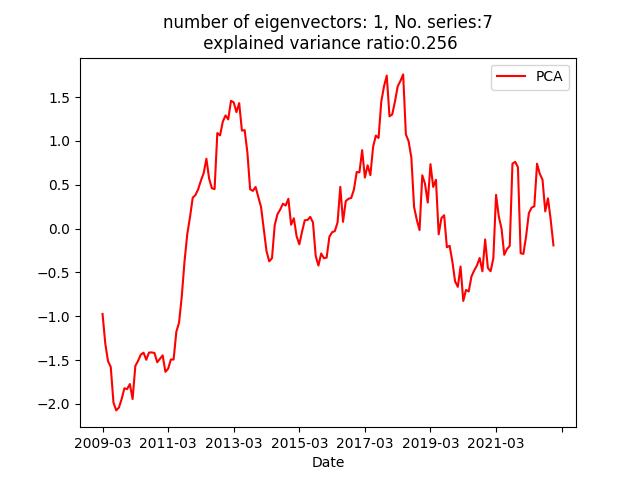 number of eigenvectors: 1, No. series:7
explained variance ratio:0.256
PCA
1.5
1.0
0.5
0.0
−0.5
−1.0
−1.5
−2.0
2009-03 2011-03 2013-03 2015-03 2017-03 2019-03 2021-03
Date